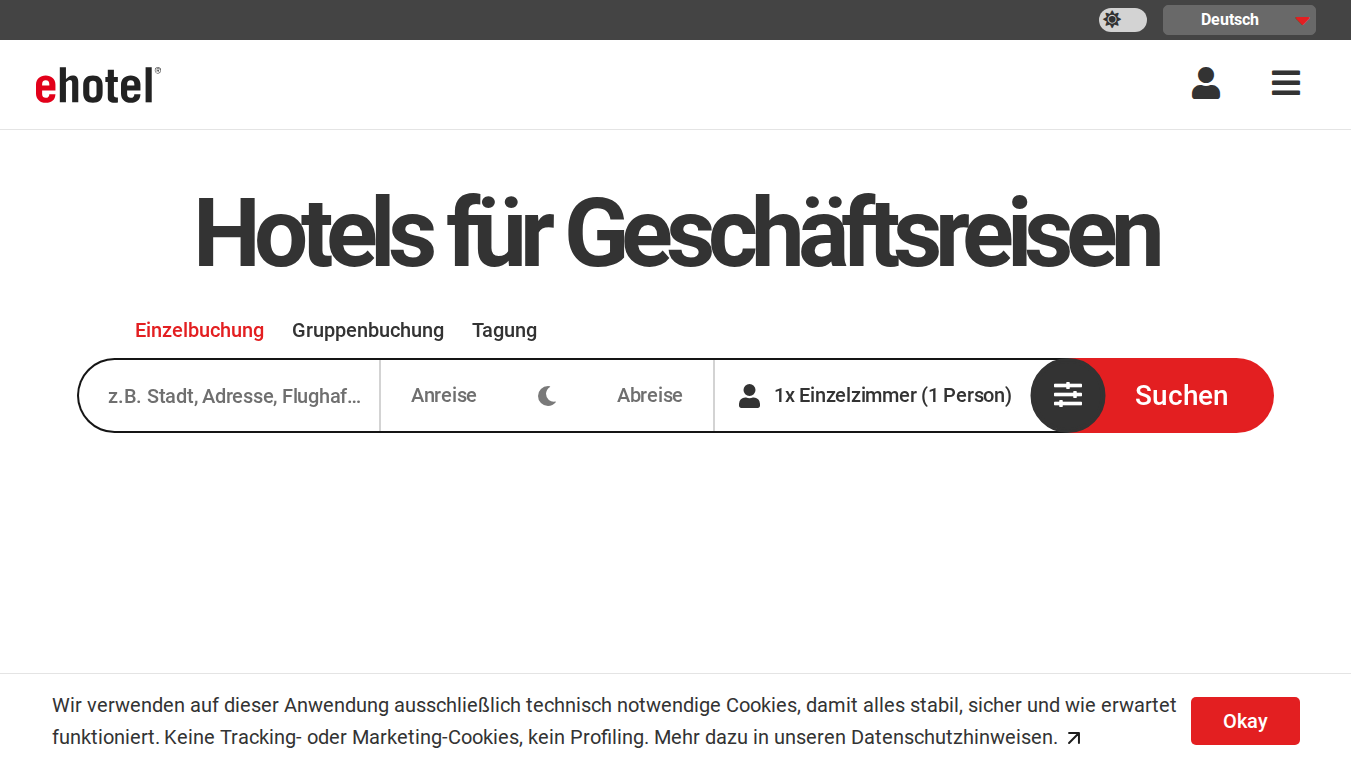 Deutsch
ehotel®
Hotels für Geschäftsreisen
Einzelbuchung Gruppenbuchung Tagung
z.B. Stadt, Adresse, Flughaf... Anreise Abreise 1x Einzelzimmer (1 Person) Suchen
Wir verwenden auf dieser Anwendung ausschließlich technisch notwendige Cookies, damit alles stabil, sicher und wie erwartet
funktioniert. Keine Tracking- oder Marketing-Cookies, kein Profiling. Mehr dazu in unseren Datenschutzhinweisen.
Okay